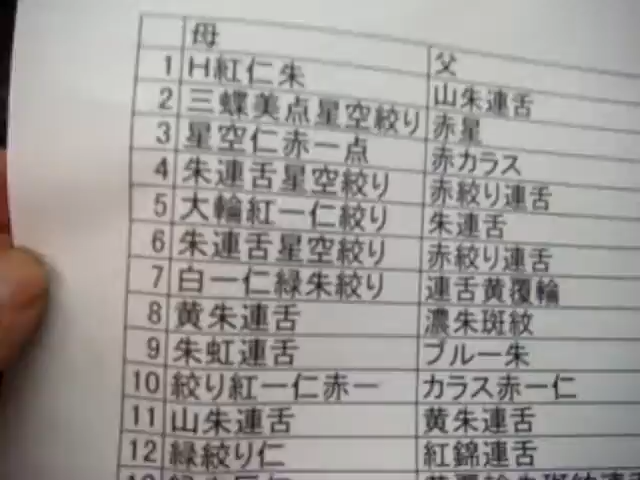 母 父
1 H紅仁朱 山朱連舌
2 三蝶美点星空絞り 赤星
3 星空仁赤一点 赤カラス
4 朱連舌星空絞り 赤絞り連舌
5 大輪紅一仁絞り 朱連舌
6 朱連舌星空絞り 赤絞り連舌
7 白一仁緑朱絞り 連舌黄覆輪
8 黄朱連舌 濃朱斑紋
9 朱虹連舌 ブルー朱
10 絞り紅一仁赤一 カラス赤一仁
11 山朱連舌 黄朱連舌
12 緑絞り仁 紅錦連舌